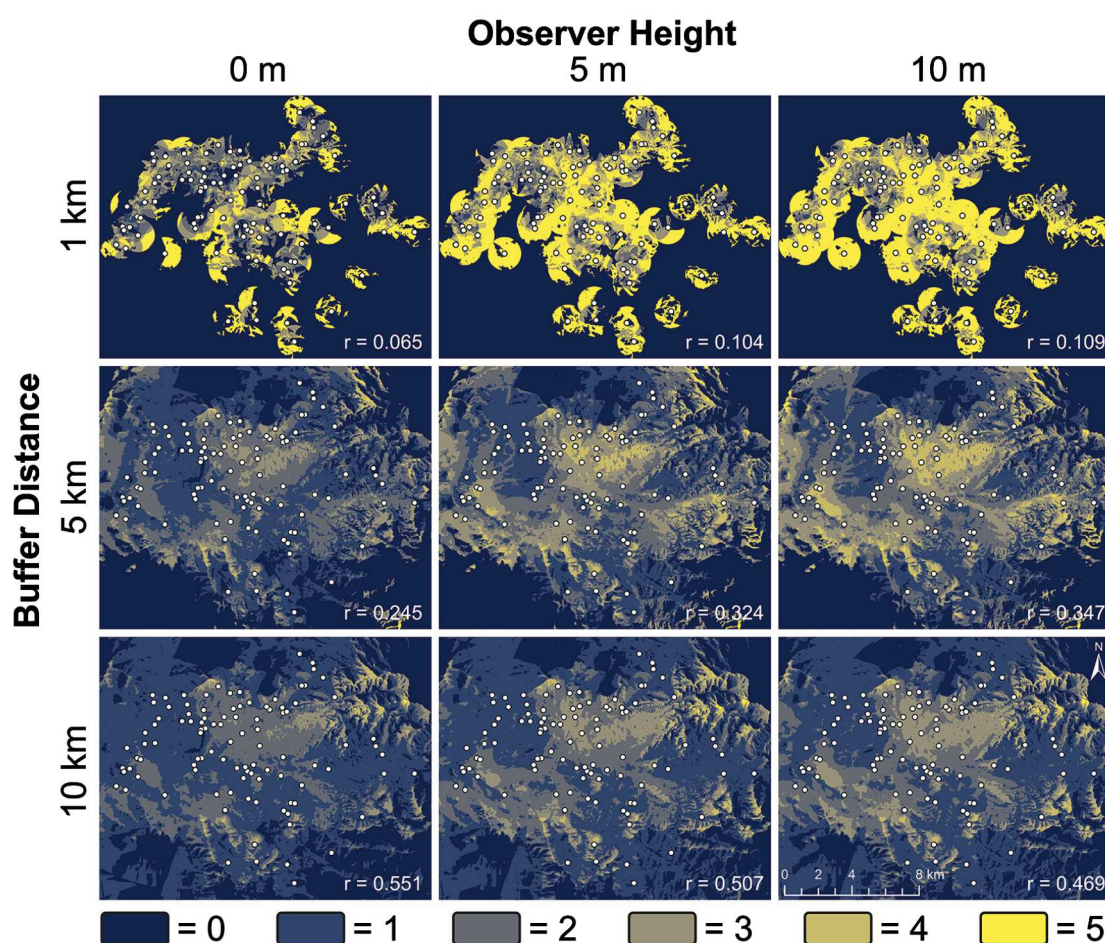 Observer Height
0 m 5 m 10 m
Buffer Distance
1 km
r = 0.065
r = 0.104
r = 0.109
5 km
r = 0.245
r = 0.324
r = 0.347
10 km
N
r = 0.551
r = 0.507
0 2 4 8 km
r = 0.469
= 0 = 1 = 2 = 3 = 4 = 5